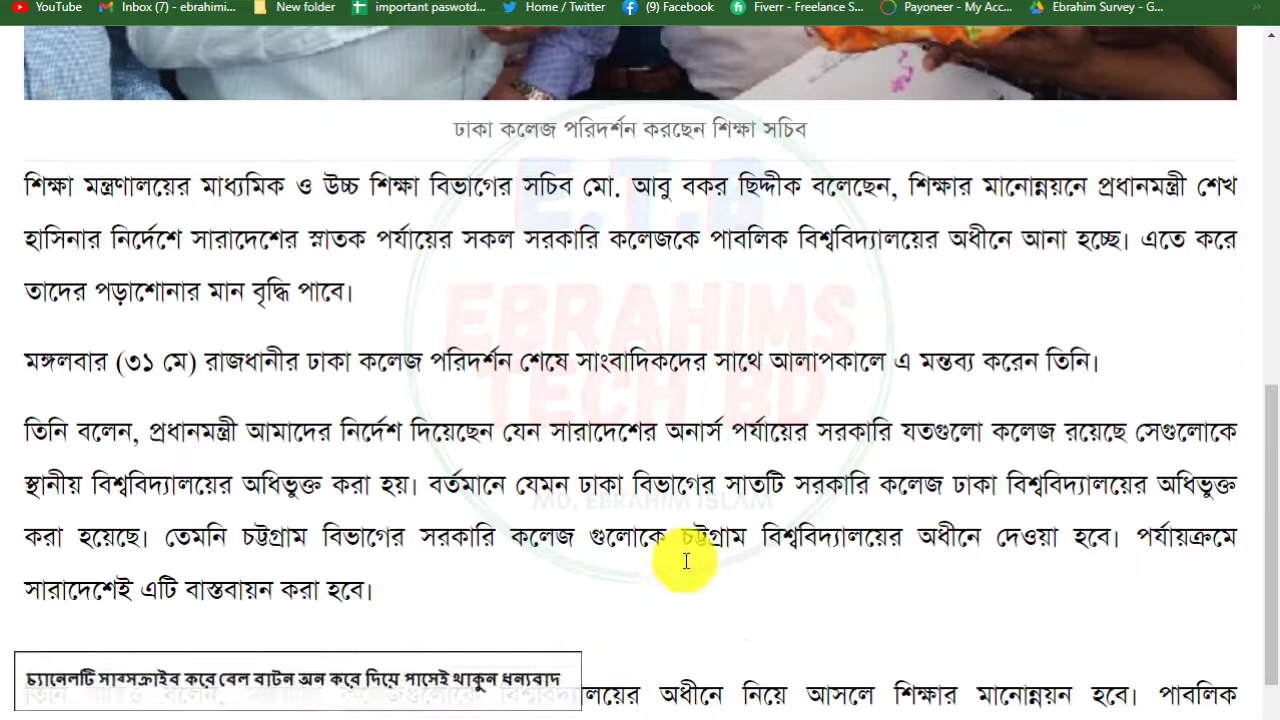 YouTube Inbox (7) - ebrahimi... New folder important paswotd... Home / Twitter (9) Facebook Fiverr - Freelance S... Payoneer - My Acc... Ebrahim Survey - G...
ঢাকা কলেজ পরিদর্শন করছেন শিক্ষা সচিব
শিক্ষা মন্ত্রণালয়ের মাধ্যমিক ও উচ্চ শিক্ষা বিভাগের সচিব মো. আবু বকর ছিদ্দীক বলেছেন, শিক্ষার মানোন্নয়নে প্রধানমন্ত্রী শেখ
হাসিনার নির্দেশে সারাদেশের স্নাতক পর্যায়ের সকল সরকারি কলেজকে পাবলিক বিশ্ববিদ্যালয়ের অধীনে আনা হচ্ছে। এতে করে
তাদের পড়াশোনার মান বৃদ্ধি পাবে।
মঙ্গলবার (৩১ মে) রাজধানীর ঢাকা কলেজ পরিদর্শন শেষে সাংবাদিকদের সাথে আলাপকালে এ মন্তব্য করেন তিনি।
তিনি বলেন, প্রধানমন্ত্রী আমাদের নির্দেশ দিয়েছেন যেন সারাদেশের অনার্স পর্যায়ের সরকারি যতগুলো কলেজ রয়েছে সেগুলোকে
স্থানীয় বিশ্ববিদ্যালয়ের অধিভুক্ত করা হয়। বর্তমানে যেমন ঢাকা বিভাগের সাতটি সরকারি কলেজ ঢাকা বিশ্ববিদ্যালয়ের অধিভুক্ত
করা হয়েছে। তেমনি চট্টগ্রাম বিভাগের সরকারি কলেজ গুলোকে চট্টগ্রাম বিশ্ববিদ্যালয়ের অধীনে দেওয়া হবে। পর্যায়ক্রমে
সারাদেশেই এটি বাস্তবায়ন করা হবে।
E.T.B
EBRAHIMS
TECH BD
MD. EBRAHIM ISLAM
চ্যানেলটি সাবসক্রাইব করে বেল বাটন অন করে দিয়ে পাসেই থাকুন ধন্যবাদ
অধীনে নিয়ে আসলে শিক্ষার মানোন্নয়ন হবে। পাবলিক